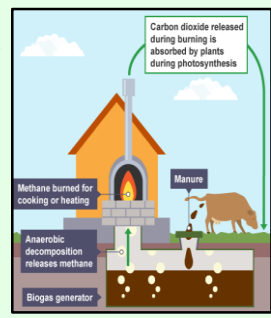 Carbon dioxide released
during burning is
absorbed by plants
during photosynthesis
Manure
Methane burned for
cooking or heating
Anaerobic
decomposition
releases methane
Biogas generator